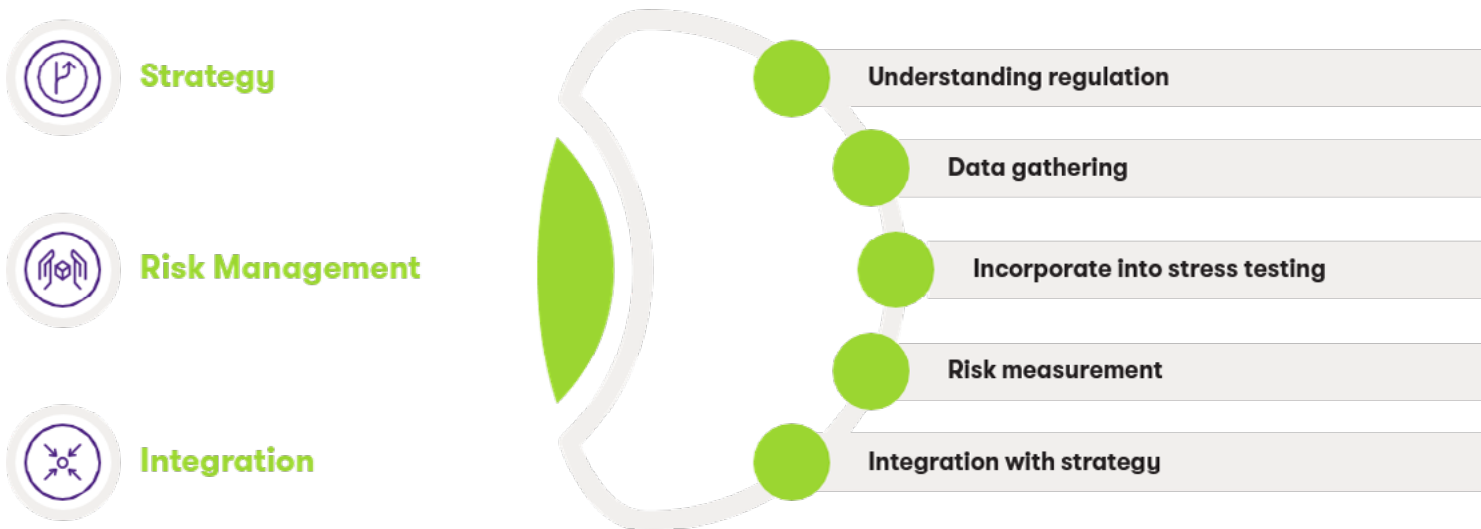 Strategy
Risk Management
Integration
Understanding regulation
Data gathering
Incorporate into stress testing
Risk measurement
Integration with strategy